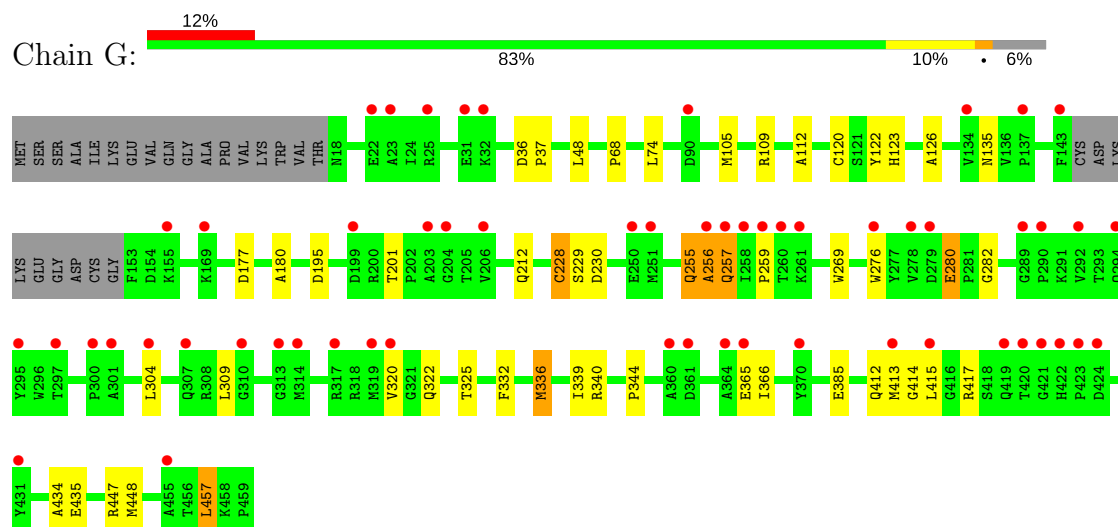 12%
Chain G:
83% 10% • 6%
MET SER SER ALA ILE LYS GLU VAL GLN GLY ALA PRO VAL LYS TRP VAL THR N18 E22 A23 I24 R25 E31 K32 D36 P37 L48 P68 L74 D90 M105 R109 A112 C120 S121 Y122 H123 A126 V134 N135 V136 P137 F143 CYS ASP LYS
LYS GLU GLY ASP CYS GLY F153 D154 K155 K169 D177 A180 D195 D199 R200 T201 P202 A203 G204 T205 V206 Q212 C228 S229 D230 E250 M251 Q255 A256 Q257 I258 P259 T260 K261 W269 W276 Y277 V278 D279 E280 P281 G282 G289 P290 K291 V292 T293 Q294
Y295 W296 T297 P300 A301 L304 Q307 R308 L309 G310 G313 M314 R317 R318 M319 V320 G321 Q322 T325 F332 M336 I339 R340 P344 A360 D361 A364 E365 I366 Y370 E385 Q412 M413 G414 L415 G416 R417 S418 Q419 T420 G421 H422 P423 D424
Y431 A434 E435 R447 M448 A455 T456 L457 K458 P459